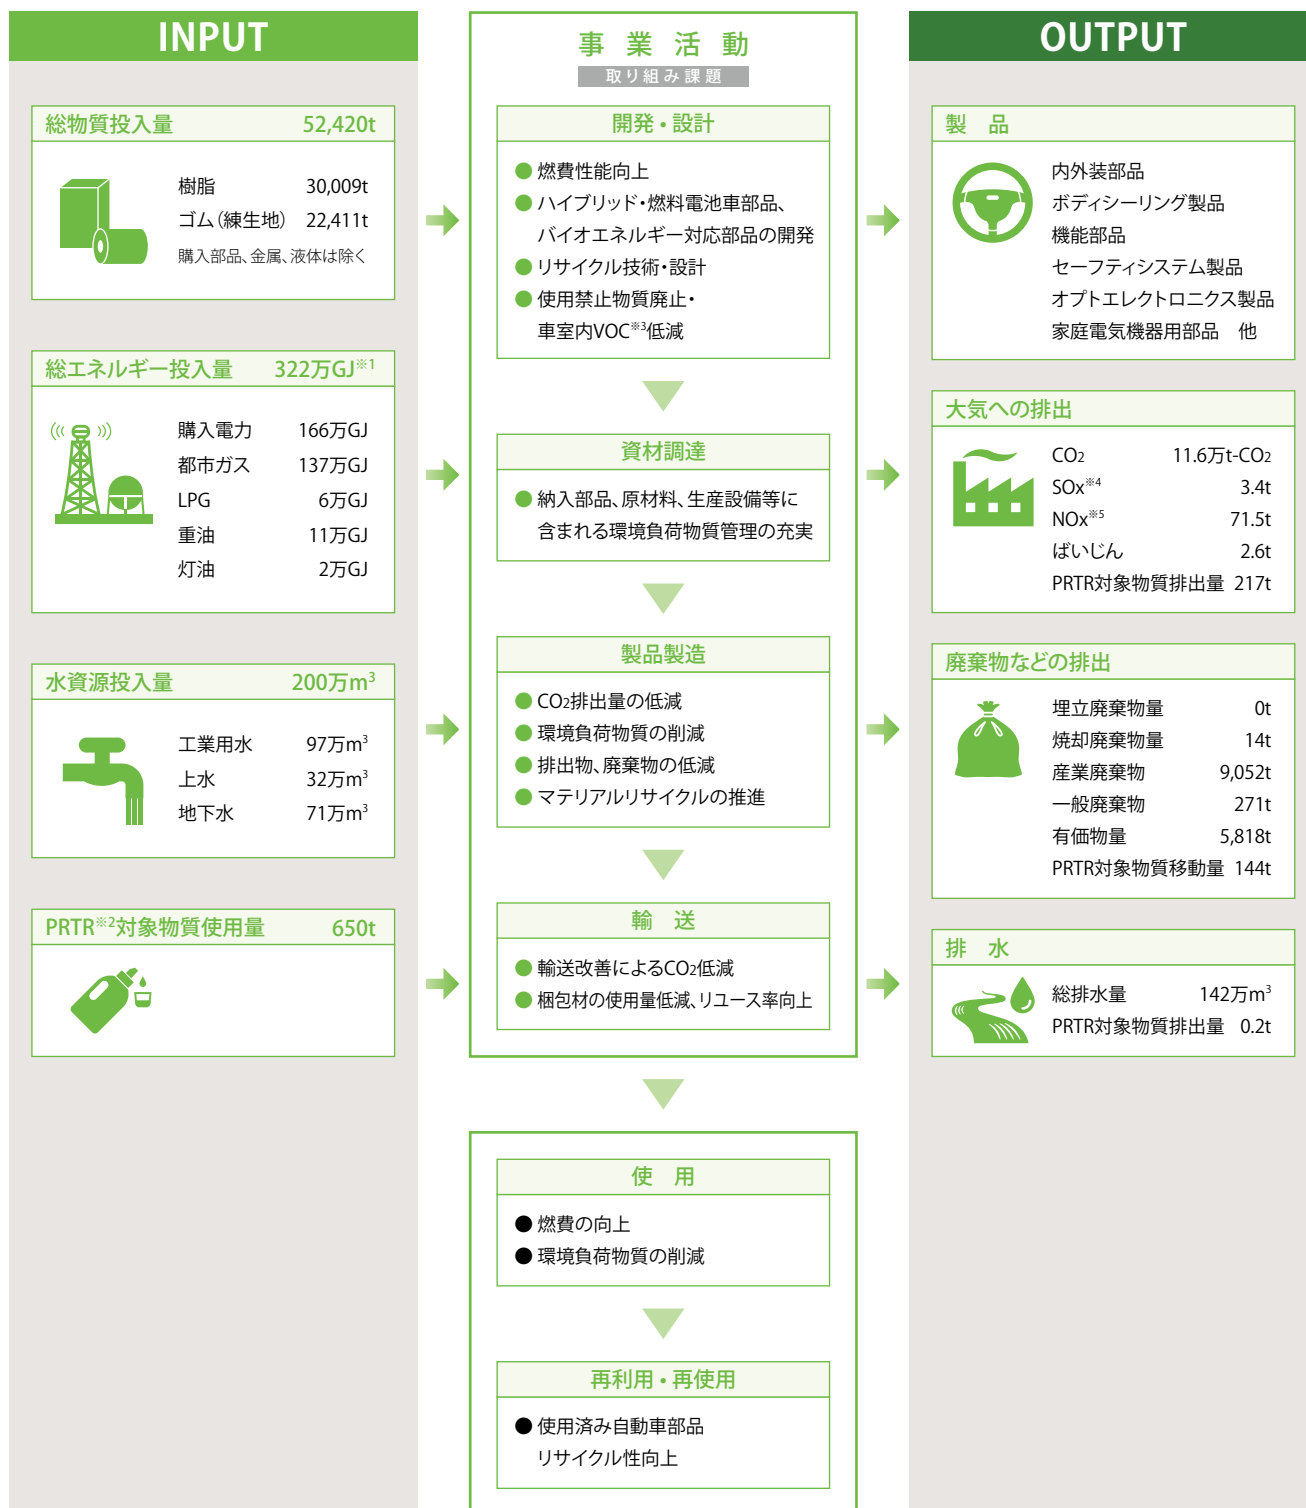 INPUT
総物質投入量 52,420t
樹脂 30,009t
ゴム（練生地） 22,411t
購入部品、金属、液体は除く
総エネルギー投入量 322万GJ※1
購入電力 166万GJ
都市ガス 137万GJ
LPG 6万GJ
重油 11万GJ
灯油 2万GJ
水資源投入量 200万m³
工業用水 97万m³
上水 32万m³
地下水 71万m³
PRTR※2対象物質使用量 650t
事業活動
取り組み課題
開発・設計
● 燃費性能向上
● ハイブリッド・燃料電池車部品、
バイオエネルギー対応部品の開発
● リサイクル技術・設計
● 使用禁止物質廃止・
車室内VOC※3低減
資材調達
● 納入部品、原材料、生産設備等に
含まれる環境負荷物質管理の充実
製品製造
● CO2排出量の低減
● 環境負荷物質の削減
● 排出物、廃棄物の低減
● マテリアルリサイクルの推進
輸 送
● 輸送改善によるCO2低減
● 梱包材の使用量低減、リユース率向上
使 用
● 燃費の向上
● 環境負荷物質の削減
再利用・再使用
● 使用済み自動車部品
リサイクル性向上
OUTPUT
製 品
内外装部品
ボディシーリング製品
機能部品
セーフティシステム製品
オプトエレクトロニクス製品
家庭電気機器用部品 他
大気への排出
CO2 11.6万t-CO2
SOx※4 3.4t
NOx※5 71.5t
ばいじん 2.6t
PRTR対象物質排出量 217t
廃棄物などの排出
埋立廃棄物量 0t
焼却廃棄物量 14t
産業廃棄物 9,052t
一般廃棄物 271t
有価物量 5,818t
PRTR対象物質移動量 144t
排 水
総排水量 142万m³
PRTR対象物質排出量 0.2t